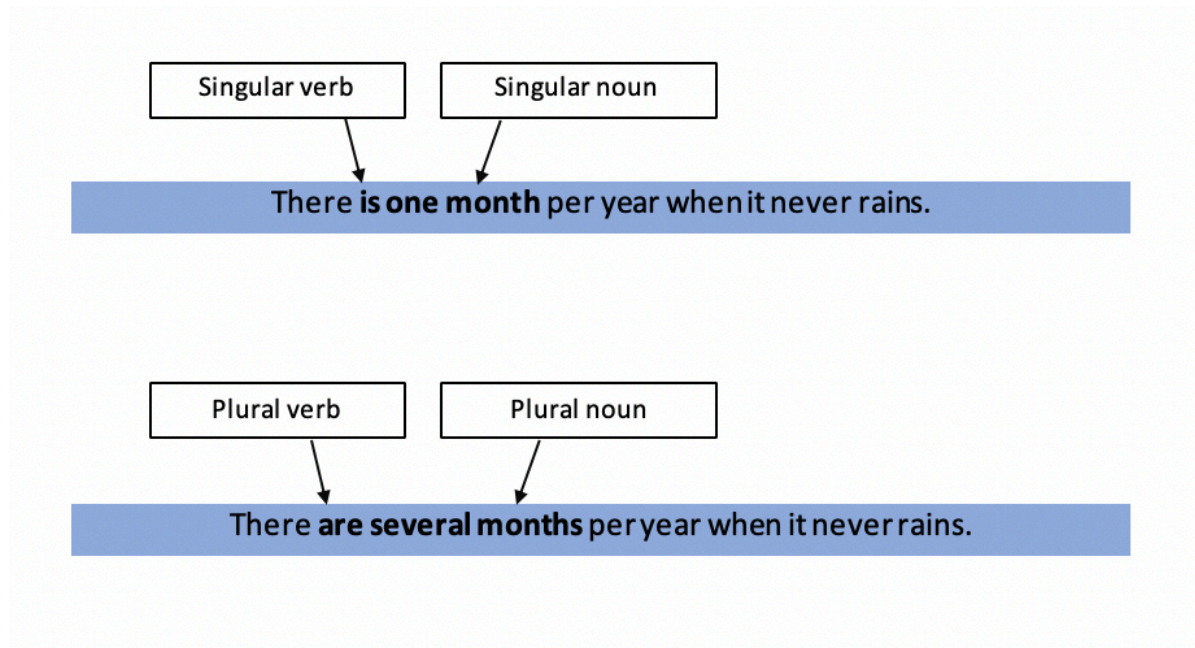 Singular verb
Singular noun
There is one month per year when it never rains.
Plural verb
Plural noun
There are several months per year when it never rains.